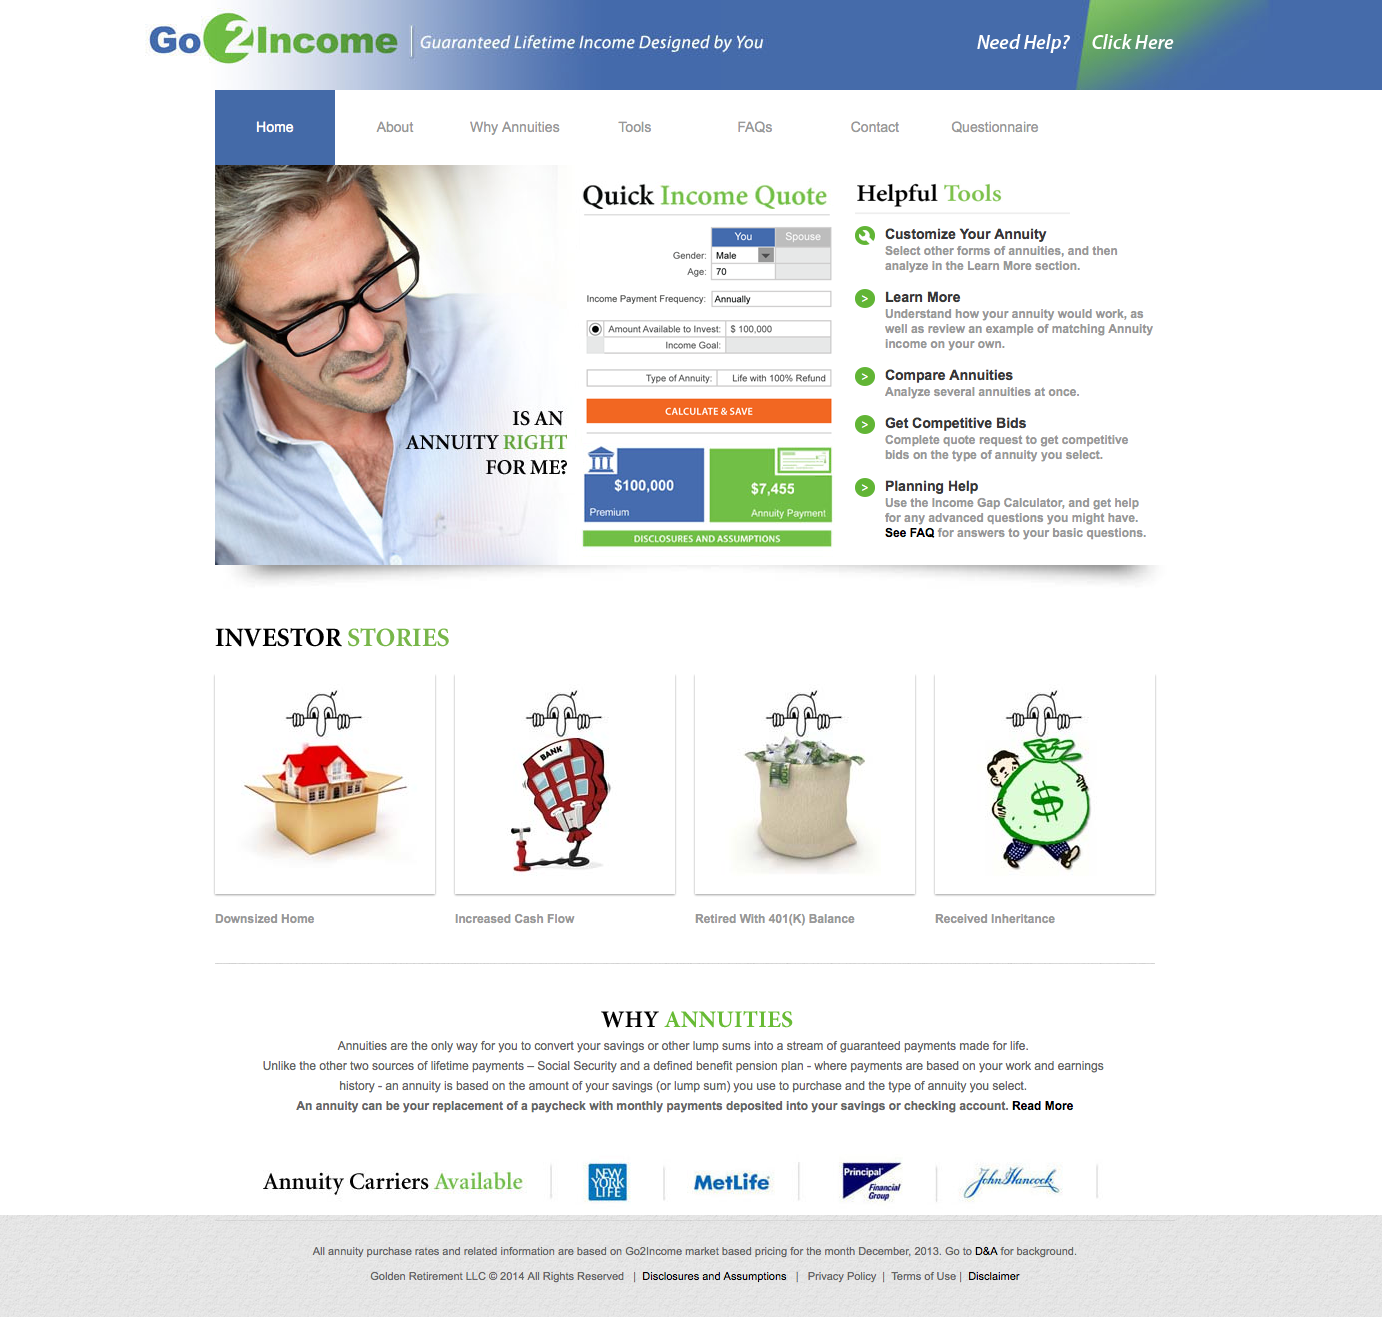 Go2Income
Guaranteed Lifetime Income Designed by You
Need Help? Click Here
Home About Why Annuities Tools FAQs Contact Questionnaire
IS AN
ANNUITY RIGHT
FOR ME?
Quick Income Quote
You Spouse
Gender: Male
Age: 70
Income Payment Frequency: Annually
Amount Available to Invest: $ 100,000
Income Goal:
Type of Annuity: Life with 100% Refund
CALCULATE & SAVE
$100,000
Premium
$7,455
Annuity Payment
DISCLOSURES AND ASSUMPTIONS
Helpful Tools
Customize Your Annuity
Select other forms of annuities, and then
analyze in the Learn More section.
> Learn More
Understand how your annuity would work, as
well as review an example of matching Annuity
income on your own.
> Compare Annuities
Analyze several annuities at once.
> Get Competitive Bids
Complete quote request to get competitive
bids on the type of annuity you select.
> Planning Help
Use the Income Gap Calculator, and get help
for any advanced questions you might have.
See FAQ for answers to your basic questions.
INVESTOR STORIES
BANK
$
Downsized Home
Increased Cash Flow
Retired With 401(K) Balance
Received Inheritance
WHY ANNUITIES
Annuities are the only way for you to convert your savings or other lump sums into a stream of guaranteed payments made for life.
Unlike the other two sources of lifetime payments – Social Security and a defined benefit pension plan - where payments are based on your work and earnings
history - an annuity is based on the amount of your savings (or lump sum) you use to purchase and the type of annuity you select.
An annuity can be your replacement of a paycheck with monthly payments deposited into your savings or checking account. Read More
Annuity Carriers Available
NEW
YORK
LIFE
MetLife
Principal
Financial
Group
John Hancock
All annuity purchase rates and related information are based on Go2Income market based pricing for the month December, 2013. Go to D&A for background.
Golden Retirement LLC © 2014 All Rights Reserved | Disclosures and Assumptions | Privacy Policy | Terms of Use | Disclaimer